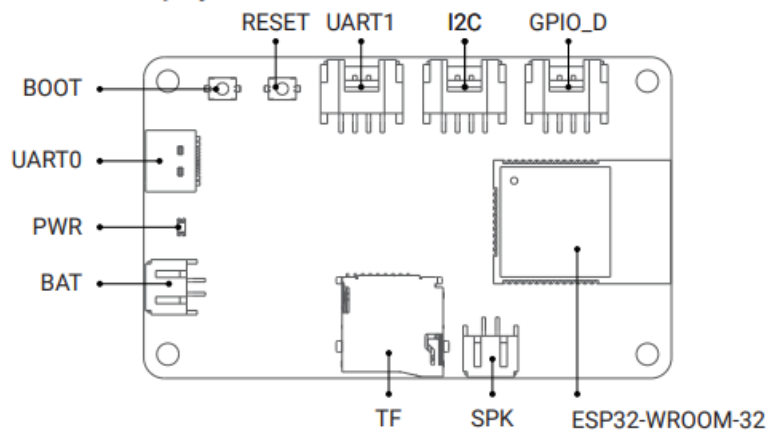 RESET UART1 I2C GPIO_D
BOOT
UART0
PWR
BAT
TF SPK ESP32-WROOM-32